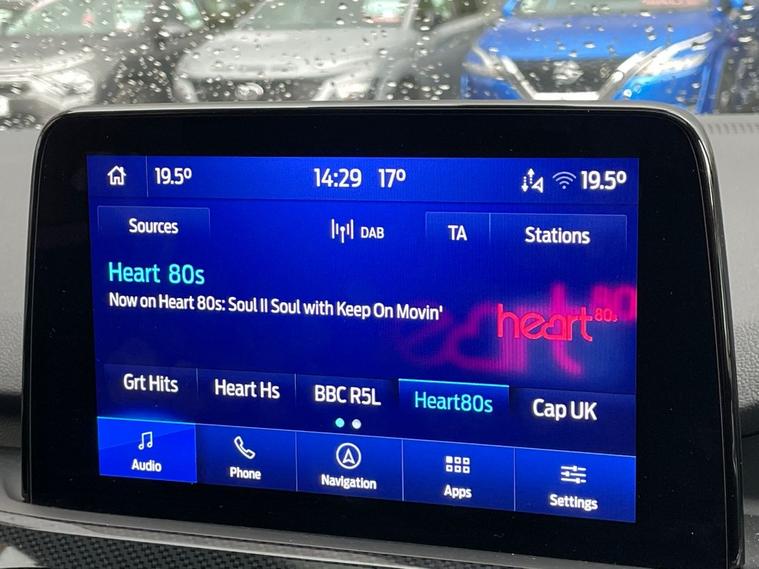 19.5º 14:29 17º 19.5º
Sources DAB TA Stations
Heart 80s
Now on Heart 80s: Soul II Soul with Keep On Movin'
heart 80s
Grt Hits Heart Hs BBC R5L Heart80s Cap UK
Audio Phone Navigation Apps Settings